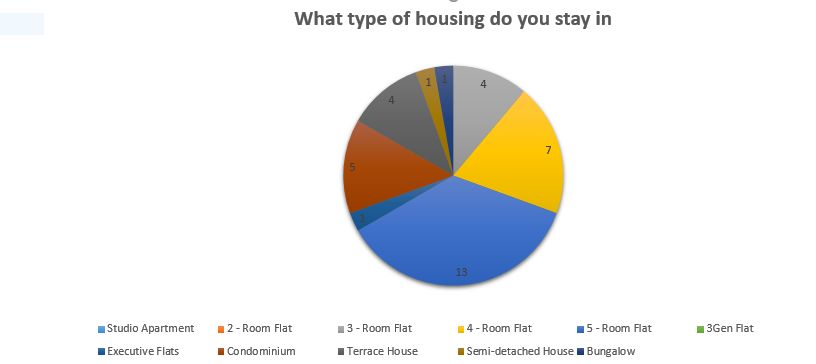 What type of housing do you stay in
1
1
4
4
7
5
13
Studio Apartment 2 - Room Flat 3 - Room Flat 4 - Room Flat 5 - Room Flat 3Gen Flat
Executive Flats Condominium Terrace House Semi-detached House Bungalow